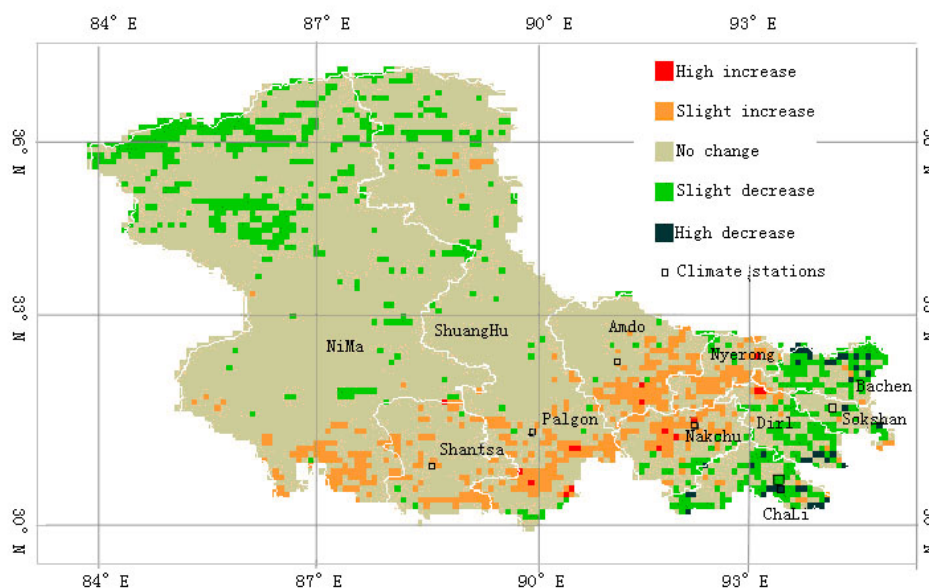 84° E 87° E 90° E 93° E
High increase
Slight increase
36° N
No change
Slight decrease
High decrease
Climate stations
33° N
Amdo
ShuangHu
NiMa
Nyerong
Bachen
Palgon
Dirl
Sokshan
Nakchu
Shantsa
ChaLi
30° N
84° E 87° E 90° E 93° E